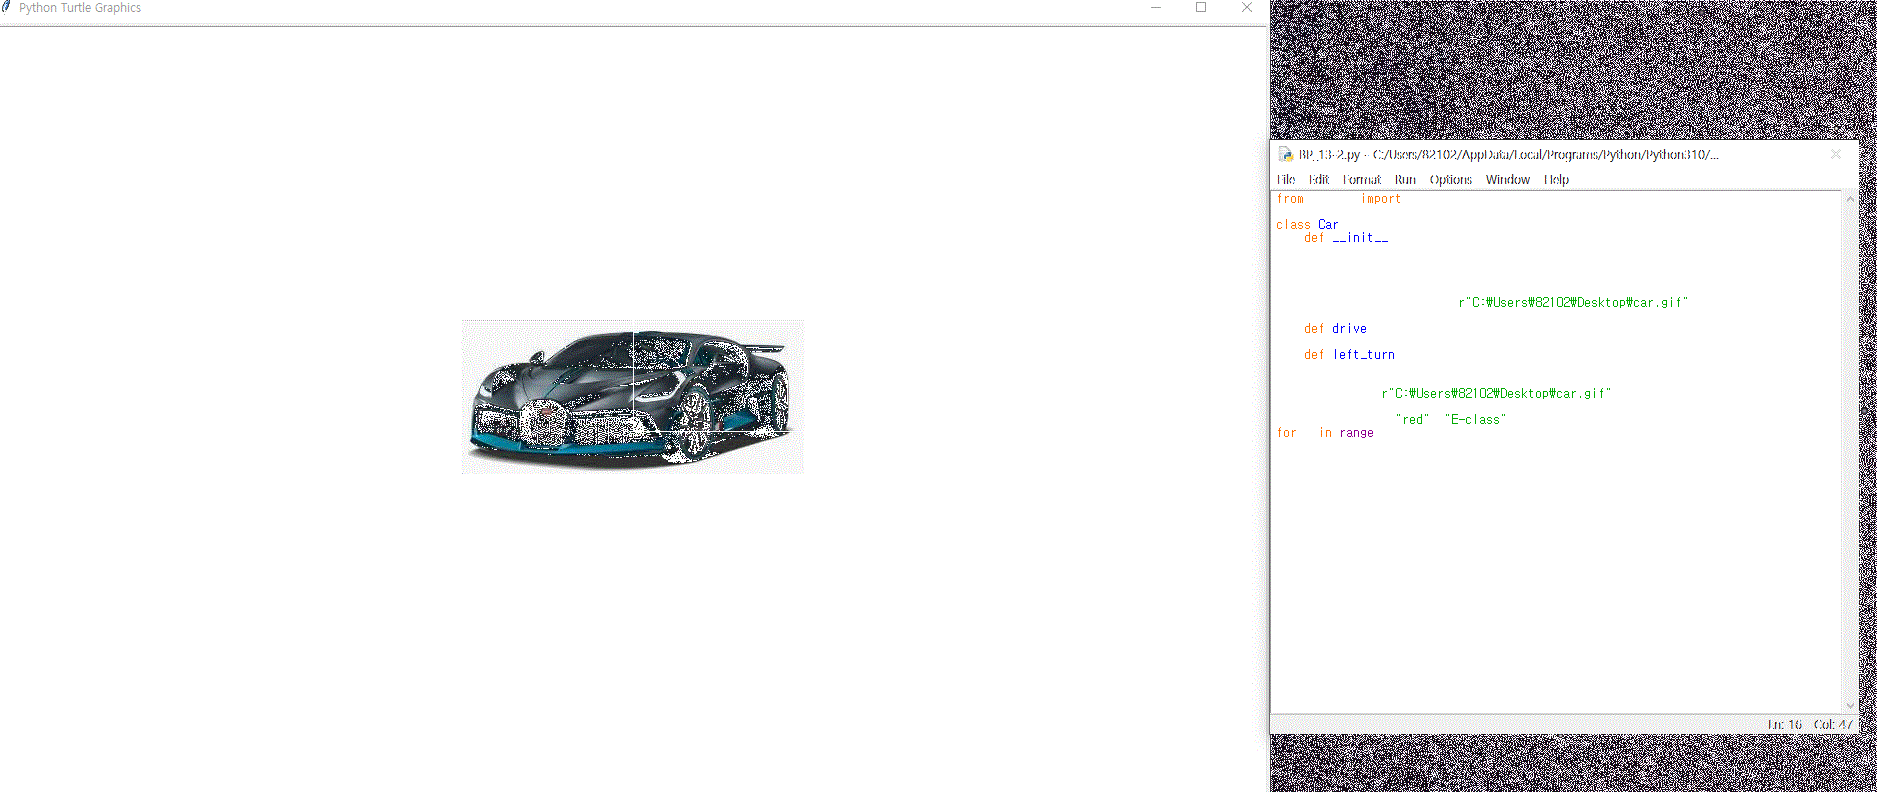 Python Turtle Graphics
BP_13-2.py - C:/Users/82102/AppData/Local/Programs/Python/Python310/...
File Edit Format Run Options Window Help
from import
class Car
def __init__
r"C:₩Users₩82102₩Desktop₩car.gif"
def drive
def left_turn
r"C:₩Users₩82102₩Desktop₩car.gif"
"red" "E-class"
for in range
Ln: 16 Col: 47